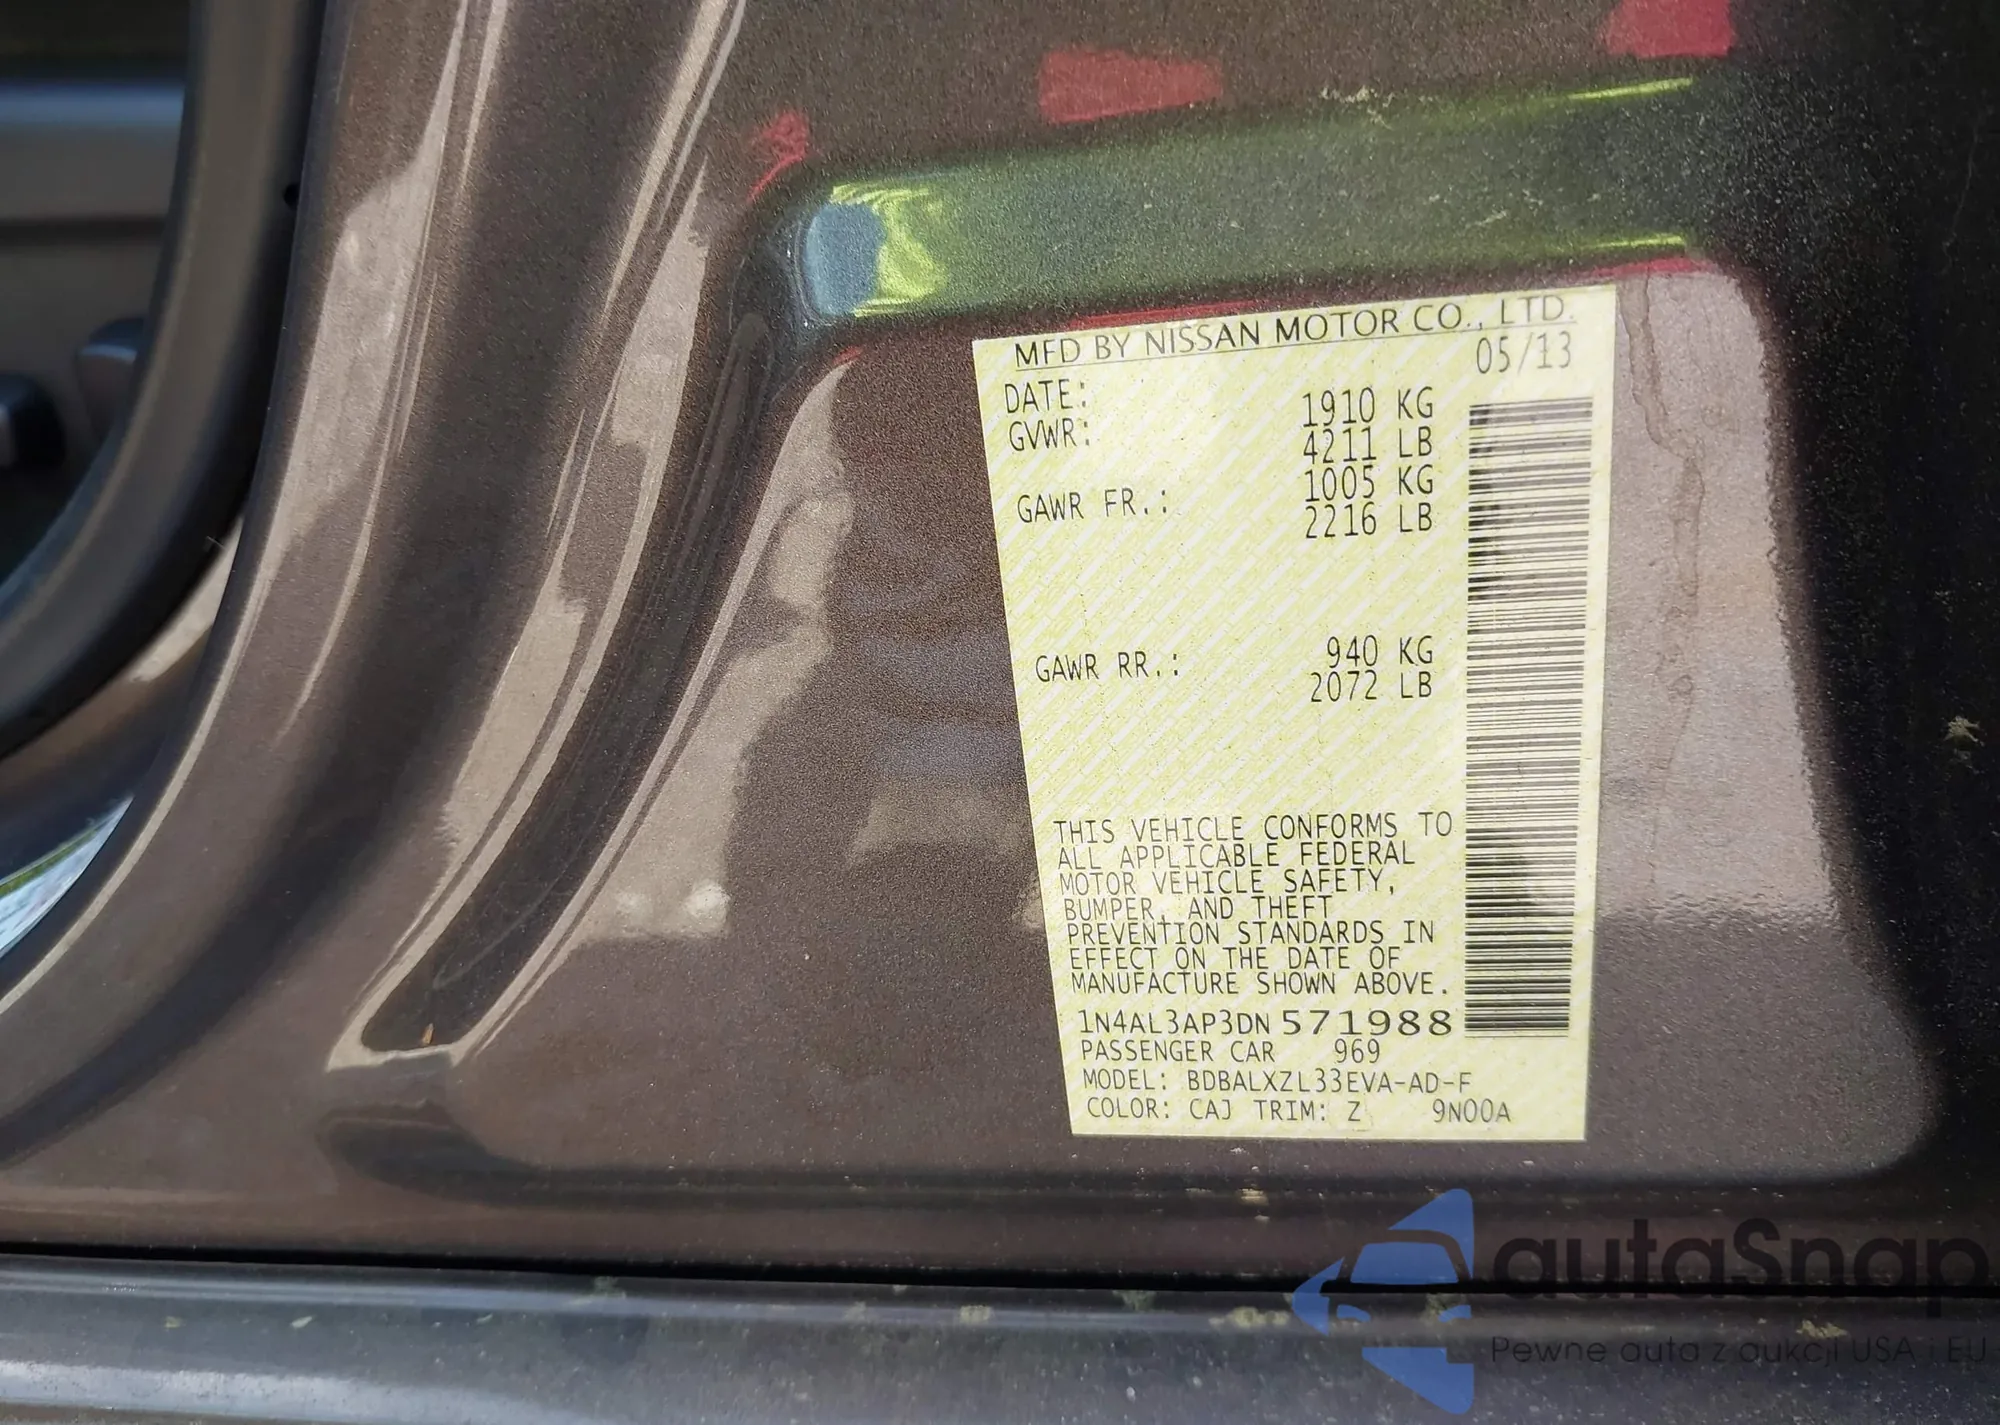 MFD BY NISSAN MOTOR CO., LTD.
DATE: 05/13
GVWR: 1910 KG
4211 LB
GAWR FR.: 1005 KG
2216 LB
GAWR RR.: 940 KG
2072 LB
THIS VEHICLE CONFORMS TO
ALL APPLICABLE FEDERAL
MOTOR VEHICLE SAFETY,
BUMPER, AND THEFT
PREVENTION STANDARDS IN
EFFECT ON THE DATE OF
MANUFACTURE SHOWN ABOVE.
1N4AL3AP3DN571988
PASSENGER CAR 969
MODEL: BDBALXZL33EVA-AD-F
COLOR: CAJ TRIM: Z 9N00A
autaSnap
Pewne auta z aukcji USA i EU